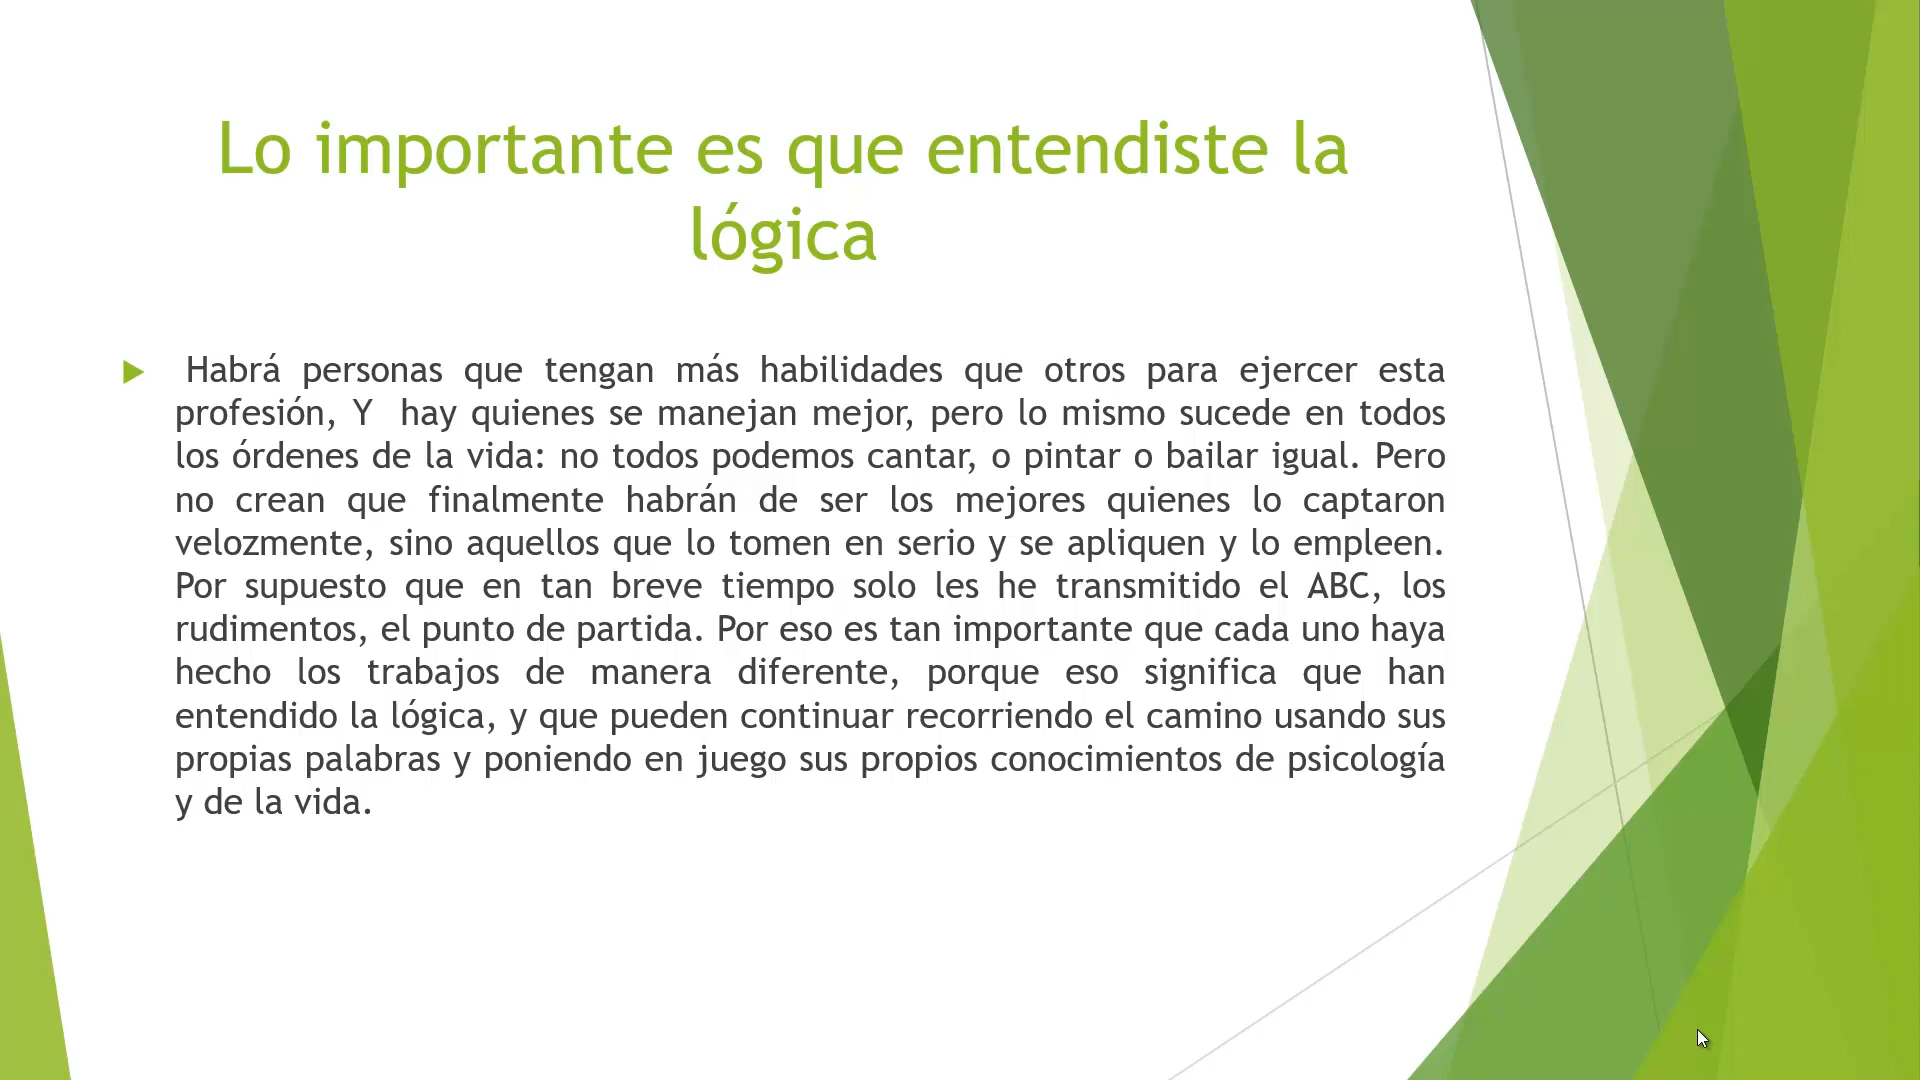 Lo importante es que entendiste la
lógica
Habrá personas que tengan más habilidades que otros para ejercer esta
profesión, Y hay quienes se manejan mejor, pero lo mismo sucede en todos
los órdenes de la vida: no todos podemos cantar, o pintar o bailar igual. Pero
no crean que finalmente habrán de ser los mejores quienes lo captaron
velozmente, sino aquellos que lo tomen en serio y se apliquen y lo empleen.
Por supuesto que en tan breve tiempo solo les he transmitido el ABC, los
rudimentos, el punto de partida. Por eso es tan importante que cada uno haya
hecho los trabajos de manera diferente, porque eso significa que han
entendido la lógica, y que pueden continuar recorriendo el camino usando sus
propias palabras y poniendo en juego sus propios conocimientos de psicología
y de la vida.